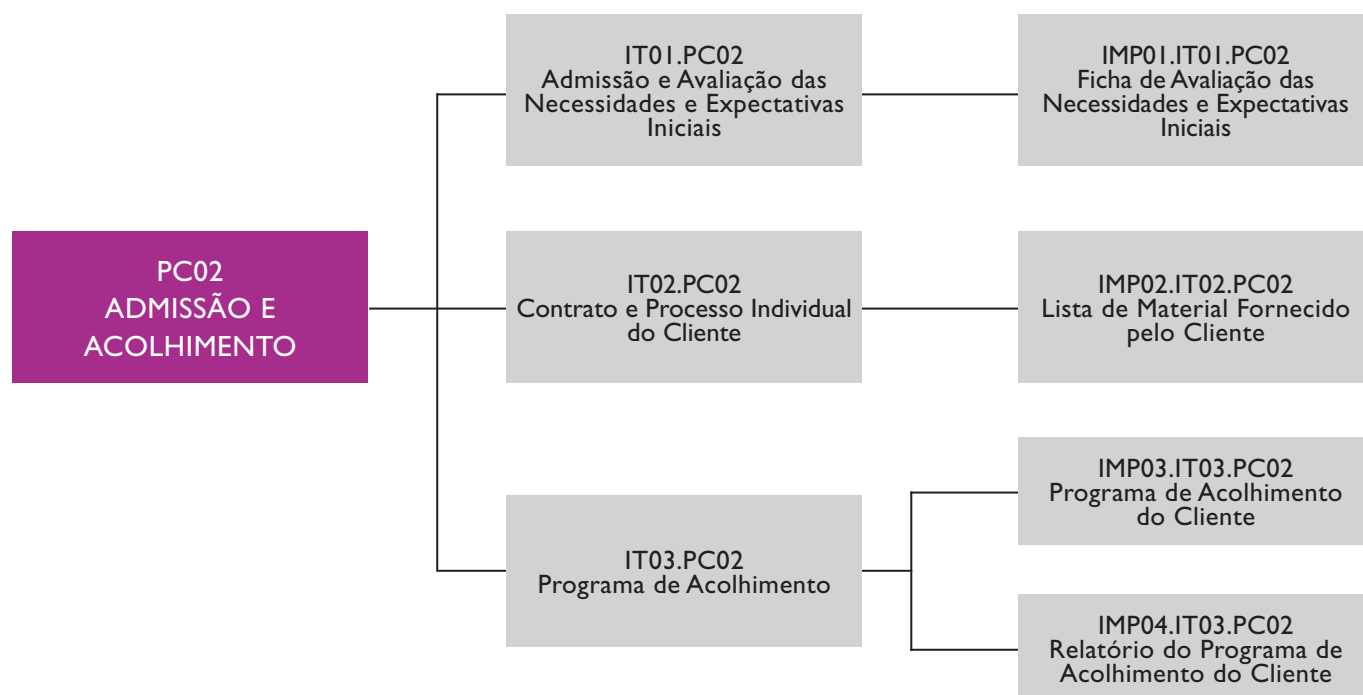 IT01.PC02
Admissão e Avaliação das
Necessidades e Expectativas
Iniciais
IMP01.IT01.PC02
Ficha de Avaliação das
Necessidades e Expectativas
Iniciais
PC02
ADMISSÃO E
ACOLHIMENTO
IT02.PC02
Contrato e Processo Individual
do Cliente
IMP02.IT02.PC02
Lista de Material Fornecido
pelo Cliente
IT03.PC02
Programa de Acolhimento
IMP03.IT03.PC02
Programa de Acolhimento
do Cliente
IMP04.IT03.PC02
Relatório do Programa de
Acolhimento do Cliente